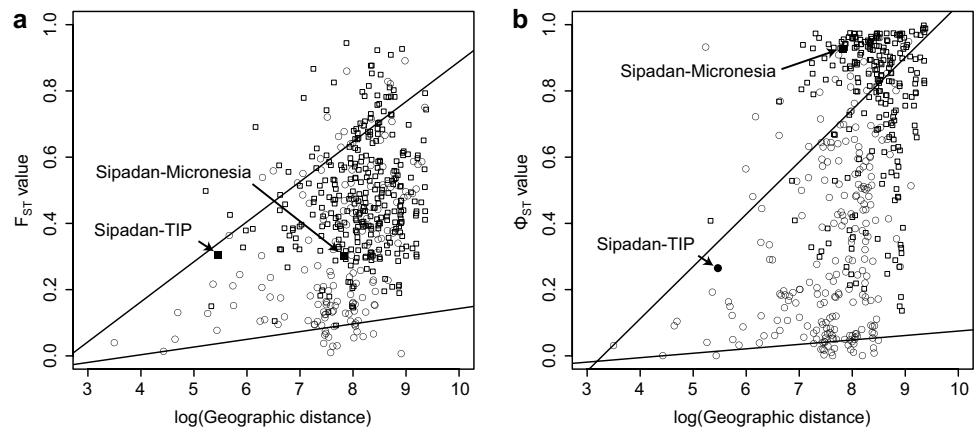 a
1.0
0.8
0.6
0.4
0.2
0.0
F_ST value
Sipadan-Micronesia
Sipadan-TIP
3 4 5 6 7 8 9 10
log(Geographic distance)
b
1.0
0.8
0.6
0.4
0.2
0.0
Φ_ST value
Sipadan-Micronesia
Sipadan-TIP
3 4 5 6 7 8 9 10
log(Geographic distance)